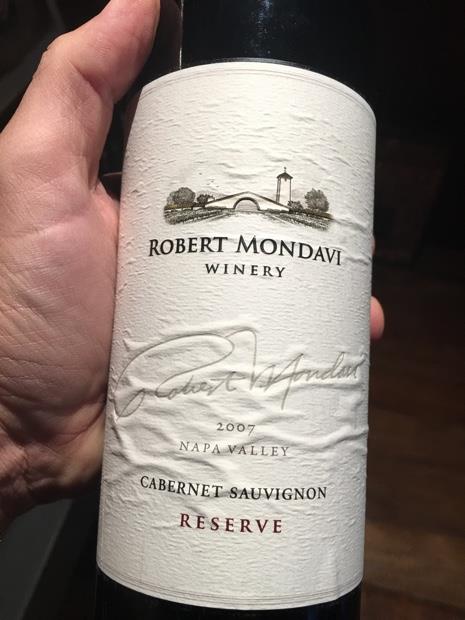 ROBERT MONDAVI
WINERY
Robert Mondavi
2007
NAPA VALLEY
CABERNET SAUVIGNON
RESERVE